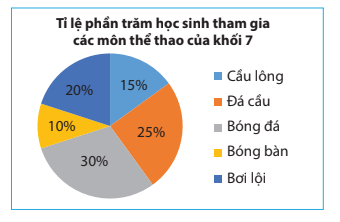 Tỉ lệ phần trăm học sinh tham gia
các môn thể thao của khối 7
20%
15%
10%
25%
30%
Cầu lông
Đá cầu
Bóng đá
Bóng bàn
Bơi lội